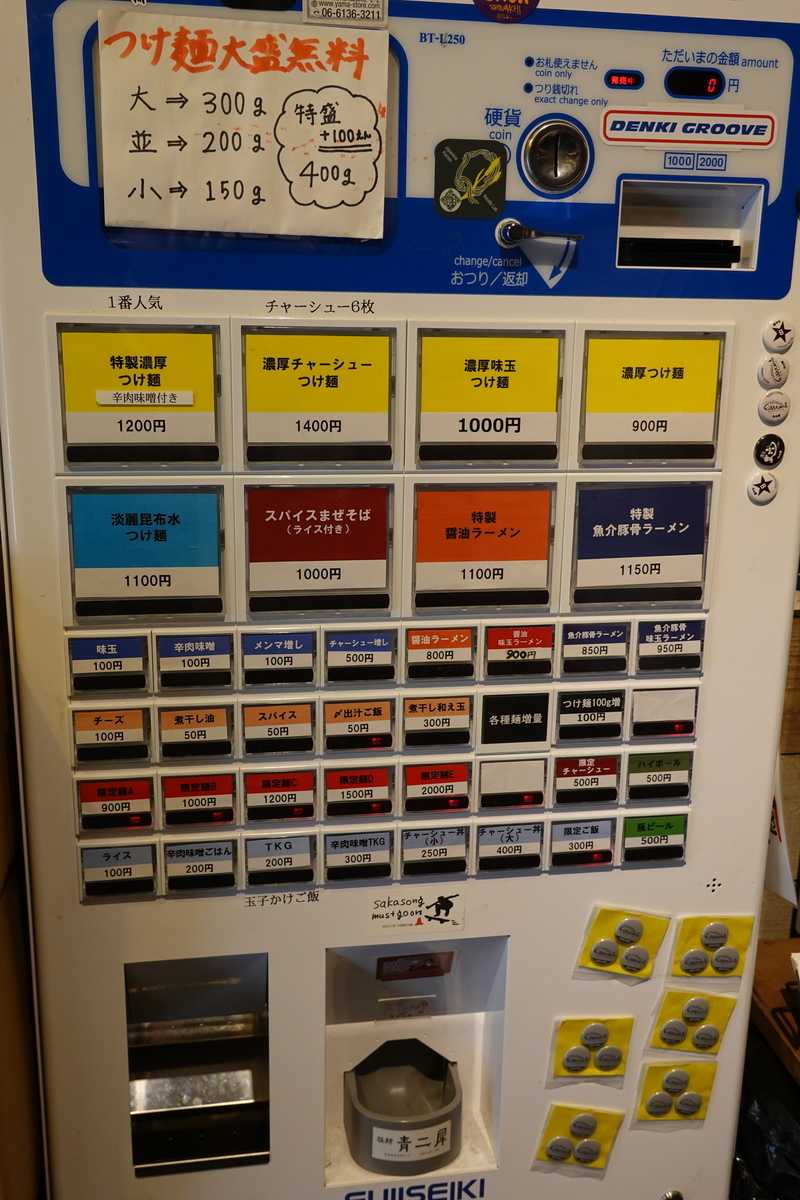 www.yama-store.com
06-6136-3211
つけ麺大盛無料
大⇒300g
並⇒200g
小⇒150g
特盛
+100えん
400g
BT-L250
お札使えません
coin only
つり銭切れ
exact change only
発売中
ただいまの金額 amount
0 円
硬貨
coin
DENKI GROOVE
1000 2000
change/cancel
おつり/返却
1番人気
チャーシュー6枚
特製濃厚
つけ麺
辛肉味噌付き
1200円
濃厚チャーシュー
つけ麺
1400円
濃厚味玉
つけ麺
1000円
濃厚つけ麺
900円
淡麗昆布水
つけ麺
1100円
スパイスまぜそば
(ライス付き)
1000円
特製
醤油ラーメン
1100円
特製
魚介豚骨ラーメン
1150円
味玉
100円
辛肉味噌
100円
メンマ増し
100円
チャーシュー増し
500円
醤油ラーメン
800円
醤油
味玉ラーメン
900円
魚介豚骨ラーメン
850円
魚介豚骨
味玉ラーメン
950円
チーズ
100円
煮干し油
50円
スパイス
50円
〆出汁ご飯
50円
煮干し和え玉
300円
各種麺増量
つけ麺100g増
100円
限定麺A
900円
限定麺B
1000円
限定麺C
1200円
限定麺D
1500円
限定麺E
2000円
限定
チャーシュー
500円
ハイボール
500円
ライス
100円
辛肉味噌ごはん
200円
TKG
200円
辛肉味噌TKG
300円
チャーシュー丼
(小)
250円
チャーシュー丼
(大)
400円
限定ご飯
300円
瓶ビール
500円
玉子かけご飯
sakasong
mustgoon
青二犀
FUJISEIKI